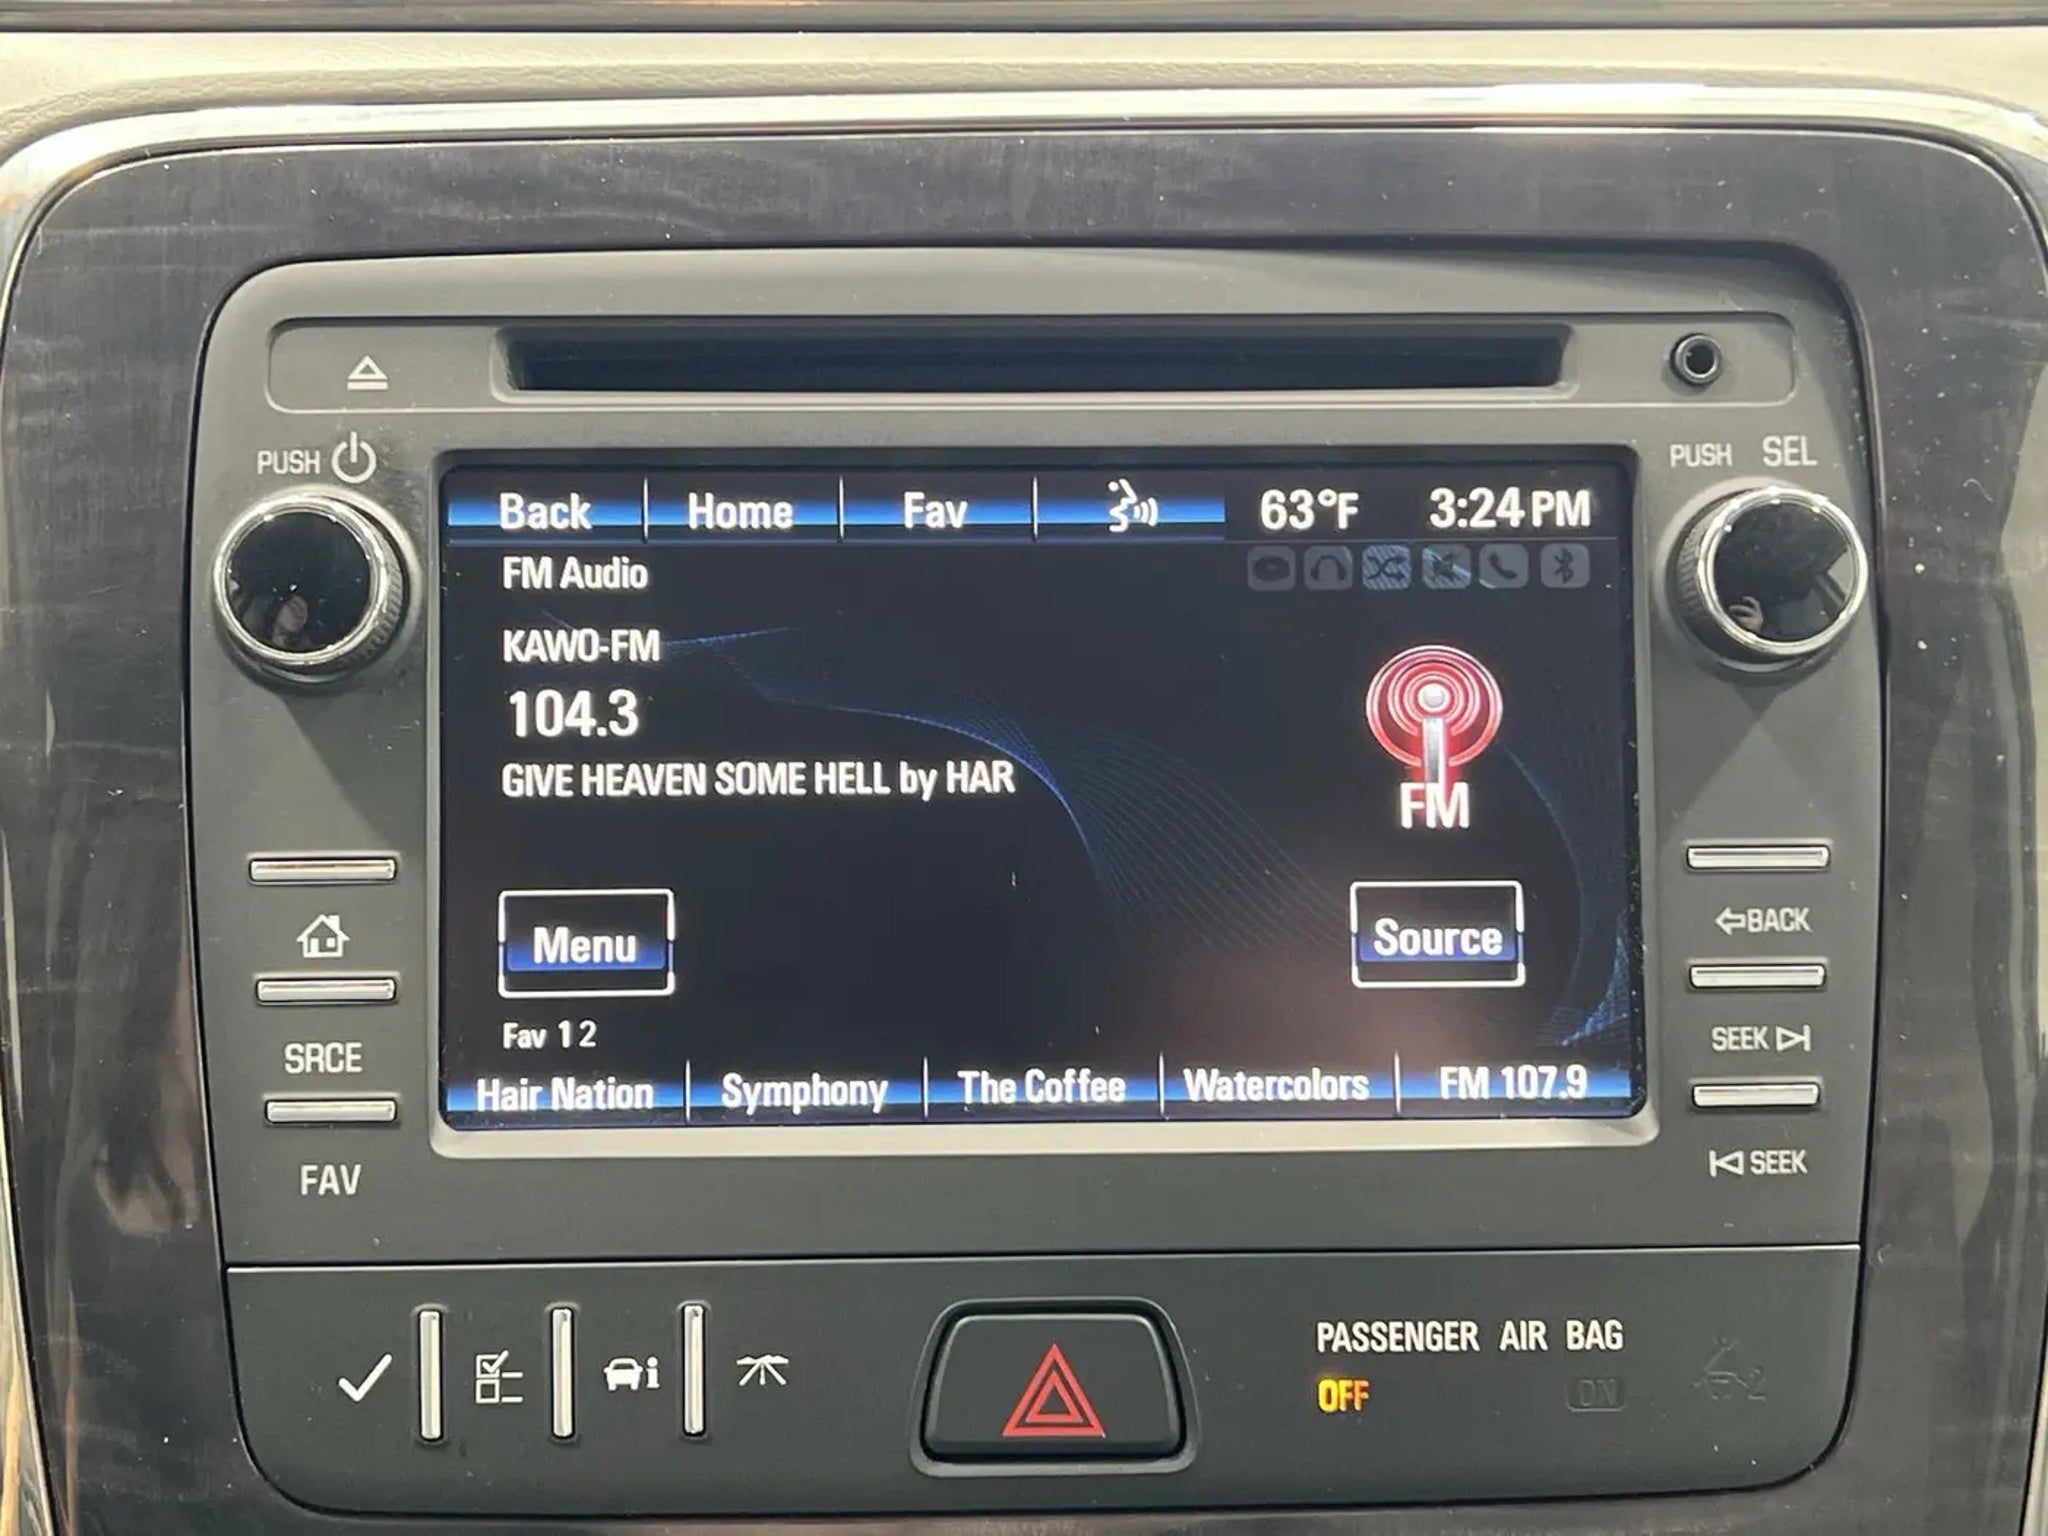 PUSH
PUSH SEL
Back Home Fav 63°F 3:24 PM
FM Audio
KAWO-FM
104.3
GIVE HEAVEN SOME HELL by HAR
FM
Menu
Source
Fav 1 2
Hair Nation Symphony The Coffee Watercolors FM 107.9
SRCE
FAV
BACK
SEEK
SEEK
PASSENGER AIR BAG
OFF ON 2